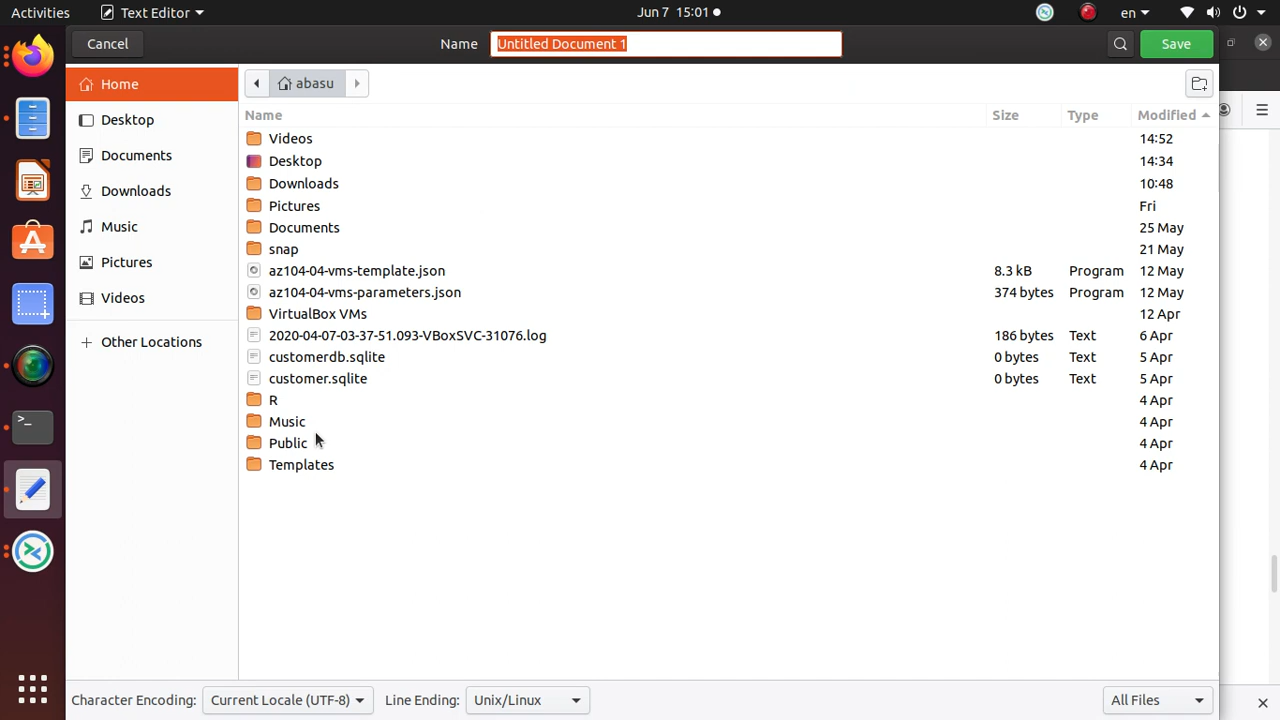 Activities Text Editor Jun 7 15:01 en
Cancel Name Untitled Document 1 Save
Home abasu
Name Size Type Modified
Desktop
Documents
Downloads
Music
Pictures
Videos
Other Locations
Videos 14:52
Desktop 14:34
Downloads 10:48
Pictures Fri
Documents 25 May
snap 21 May
az104-04-vms-template.json 8.3 kB Program 12 May
az104-04-vms-parameters.json 374 bytes Program 12 May
VirtualBox VMs 12 Apr
2020-04-07-03-37-51.093-VBoxSVC-31076.log 186 bytes Text 6 Apr
customerdb.sqlite 0 bytes Text 5 Apr
customer.sqlite 0 bytes Text 5 Apr
R 4 Apr
Music 4 Apr
Public 4 Apr
Templates 4 Apr
Character Encoding: Current Locale (UTF-8) Line Ending: Unix/Linux All Files